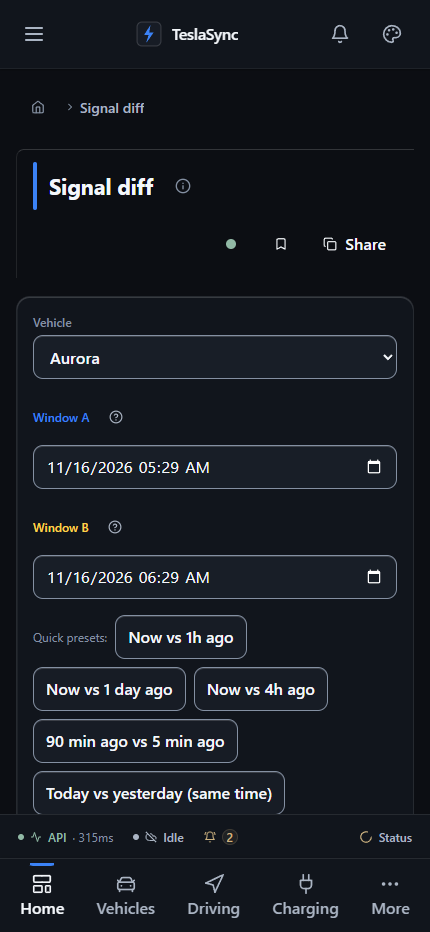 TeslaSync
Signal diff
Signal diff
Share
Vehicle
Aurora
Window A
11/16/2026 05:29 AM
Window B
11/16/2026 06:29 AM
Quick presets: Now vs 1h ago
Now vs 1 day ago Now vs 4h ago
90 min ago vs 5 min ago
Today vs yesterday (same time)
API · 315ms Idle 2 Status
Home Vehicles Driving Charging More